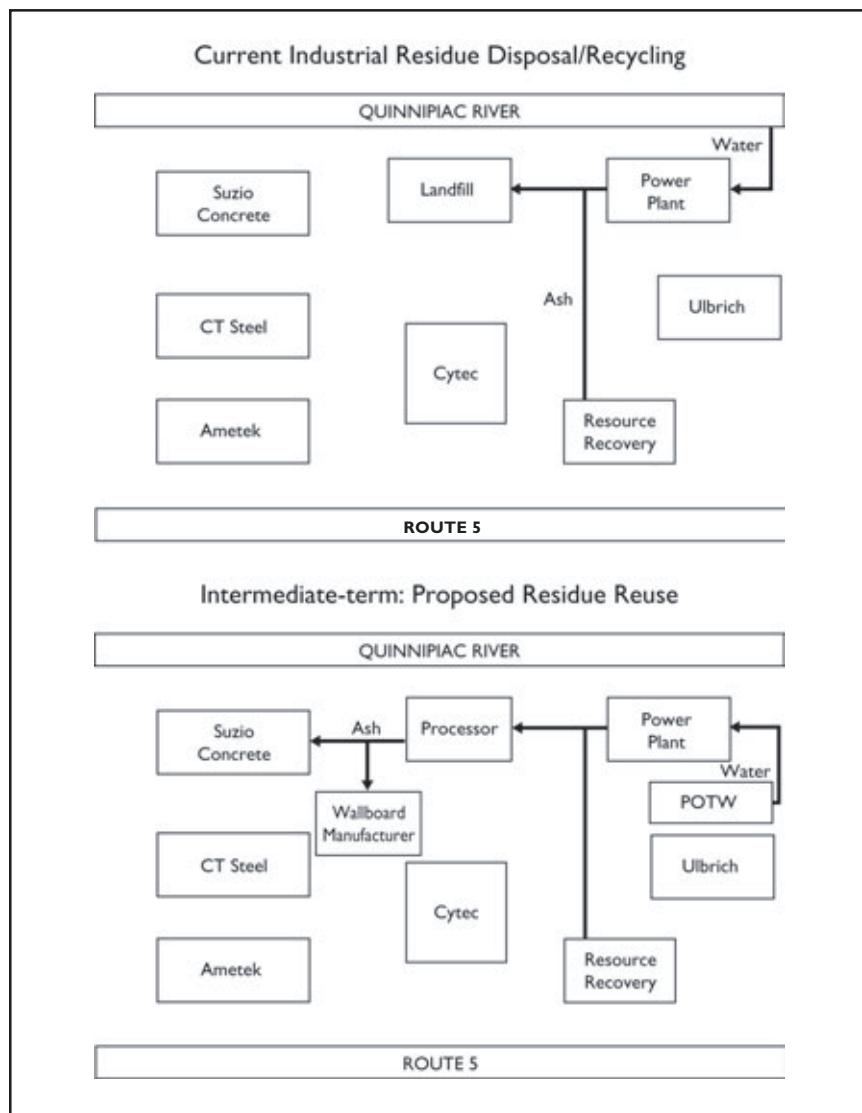 Current Industrial Residue Disposal/Recycling
QUINNIPIAC RIVER
Water
Suzio
Concrete
Landfill
Power
Plant
Ash
Ulbrich
CT Steel
Cytec
Ametek
Resource
Recovery
ROUTE 5
Intermediate-term: Proposed Residue Reuse
QUINNIPIAC RIVER
Suzio
Concrete
Ash
Processor
Power
Plant
Water
POTW
Wallboard
Manufacturer
CT Steel
Ulbrich
Cytec
Ametek
Resource
Recovery
ROUTE 5